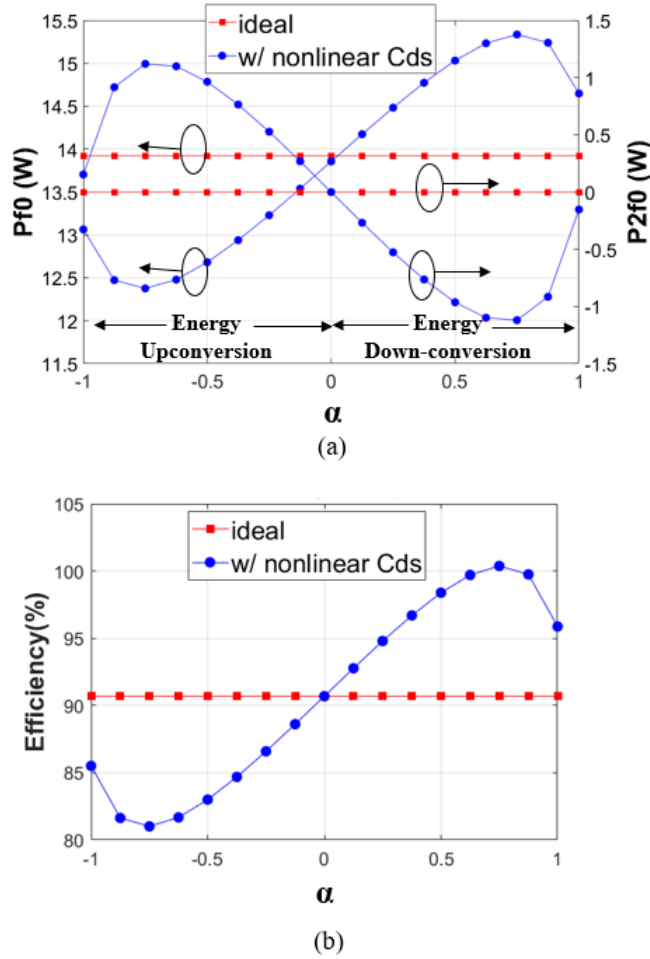 ideal
w/ nonlinear Cds
15.5
15
14.5
14
13.5
13
12.5
12
11.5
Pf0 (W)
1.5
1
0.5
0
-0.5
-1
-1.5
P2f0 (W)
Energy
Upconversion
Energy
Down-conversion
-1 -0.5 0 0.5 1
α
(a)
105
100
95
90
85
80
Efficiency(%)
ideal
w/ nonlinear Cds
-1 -0.5 0 0.5 1
α
(b)